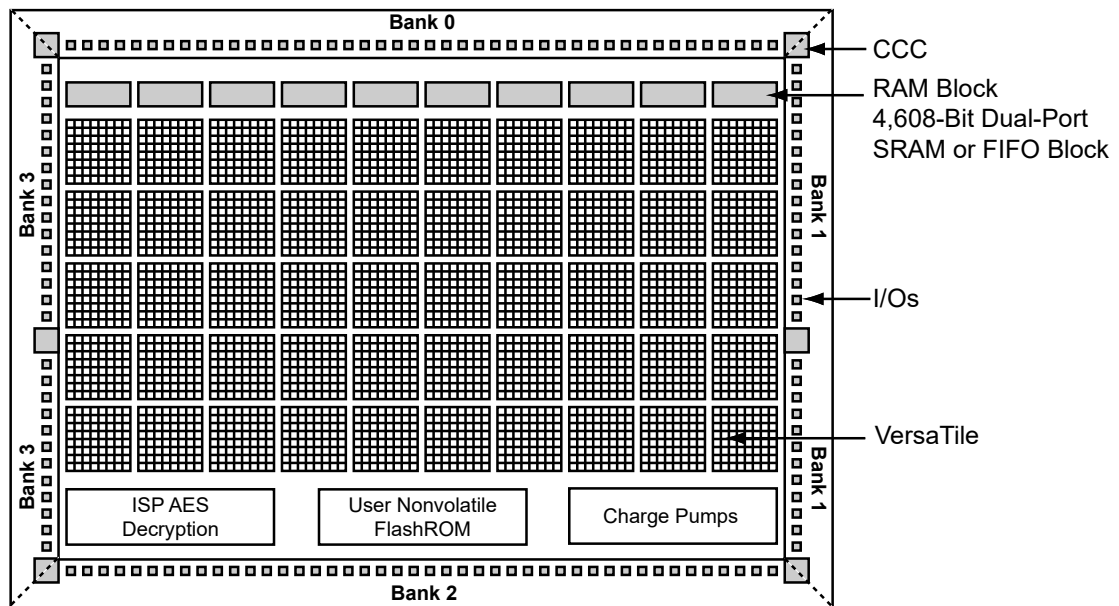 Bank 0
CCC
RAM Block
4,608-Bit Dual-Port
SRAM or FIFO Block
Bank 3
Bank 1
I/Os
VersaTile
Bank 3
Bank 1
ISP AES
Decryption
User Nonvolatile
FlashROM
Charge Pumps
Bank 2